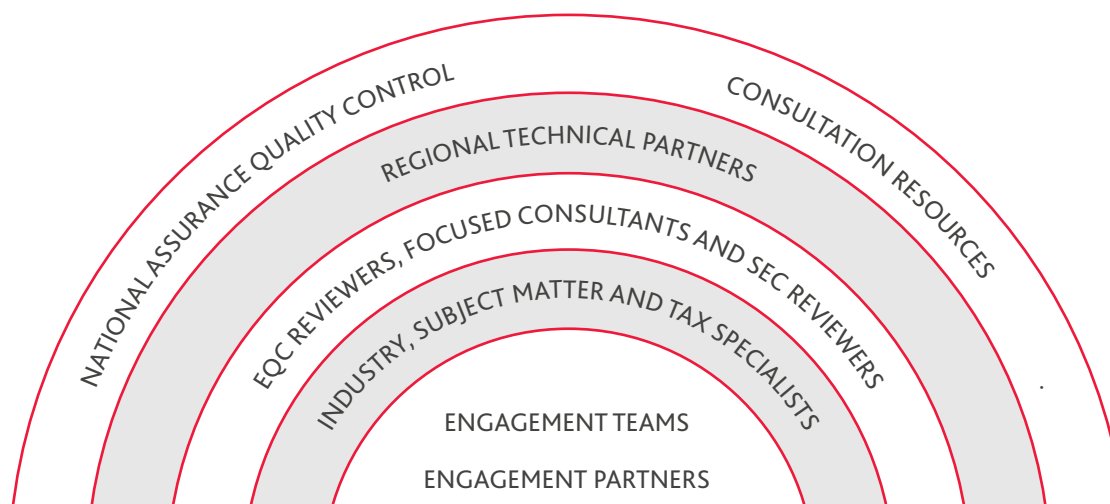 NATIONAL ASSURANCE QUALITY CONTROL
CONSULTATION RESOURCES
REGIONAL TECHNICAL PARTNERS
EQC REVIEWERS, FOCUSED CONSULTANTS AND SEC REVIEWERS
INDUSTRY, SUBJECT MATTER AND TAX SPECIALISTS
ENGAGEMENT TEAMS
ENGAGEMENT PARTNERS